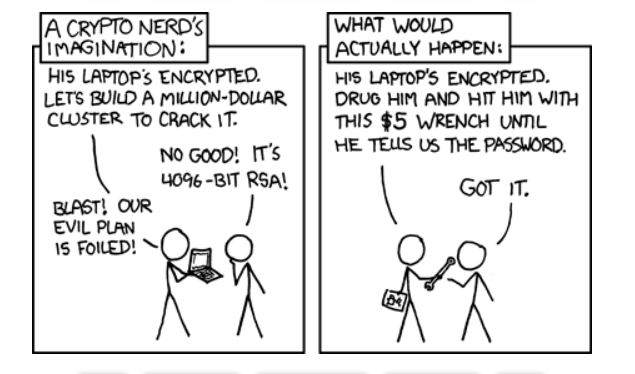 A CRYPTO NERD'S
IMAGINATION:
HIS LAPTOP'S ENCRYPTED.
LET'S BUILD A MILLION-DOLLAR
CLUSTER TO CRACK IT.
NO GOOD! IT'S
4096-BIT RSA!
BLAST! OUR
EVIL PLAN
IS FOILED!
WHAT WOULD
ACTUALLY HAPPEN:
HIS LAPTOP'S ENCRYPTED.
DRUG HIM AND HIT HIM WITH
THIS $5 WRENCH UNTIL
HE TELLS US THE PASSWORD.
GOT IT.